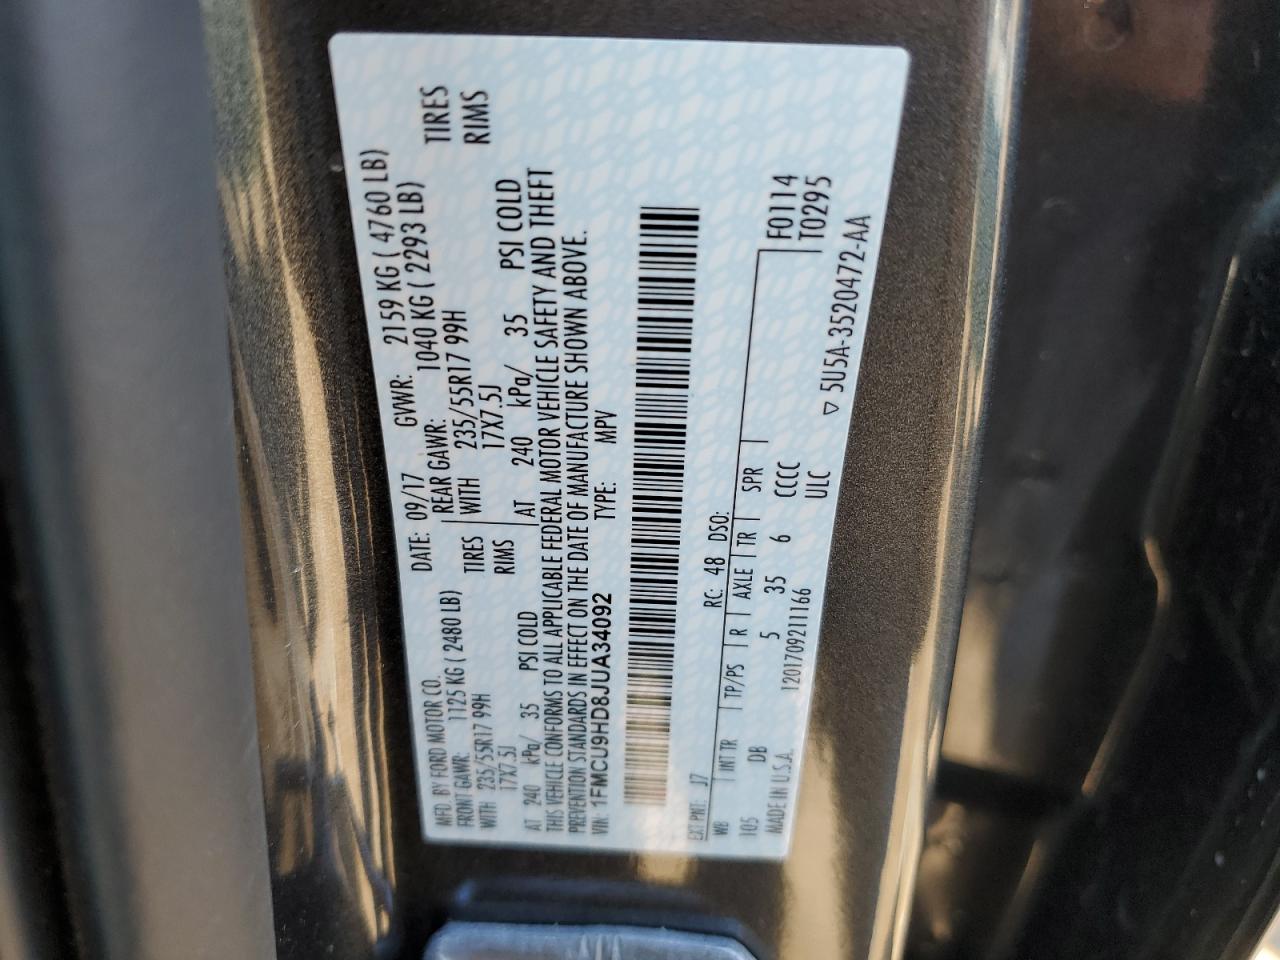 MFD. BY FORD MOTOR CO.
DATE: 09/17 GVWR: 2159 KG ( 4760 LB)
FRONT GAWR: 1125 KG ( 2480 LB) REAR GAWR: 1040 KG ( 2293 LB)
WITH 235/55R17 99H TIRES WITH 235/55R17 99H TIRES
17X7.5J RIMS 17X7.5J RIMS
AT 240 kPa/ 35 PSI COLD AT 240 kPa/ 35 PSI COLD
THIS VEHICLE CONFORMS TO ALL APPLICABLE FEDERAL MOTOR VEHICLE SAFETY AND THEFT
PREVENTION STANDARDS IN EFFECT ON THE DATE OF MANUFACTURE SHOWN ABOVE.
VIN: 1FMCU9HD8JUA34092 TYPE: MPV
EXT PNT: J7 RC: 48 DSO:
WB INT TR TP/PS R AXLE TR SPR F0114
105 DB 5 35 6 CCCC T0295
MADE IN U.S.A. 120170921116​6 ULC
▽ 5U5A-3520472-AA